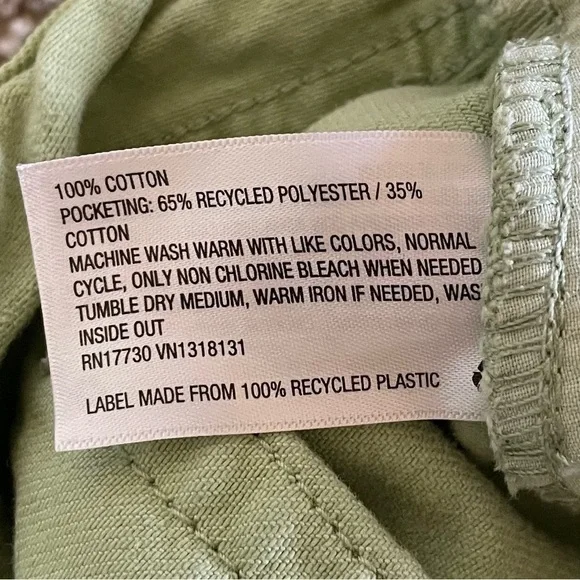 100% COTTON
POCKETING: 65% RECYCLED POLYESTER / 35%
COTTON
MACHINE WASH WARM WITH LIKE COLORS, NORMAL
CYCLE, ONLY NON CHLORINE BLEACH WHEN NEEDED
TUMBLE DRY MEDIUM, WARM IRON IF NEEDED, WAS
INSIDE OUT
RN17730 VN1318131
LABEL MADE FROM 100% RECYCLED PLASTIC